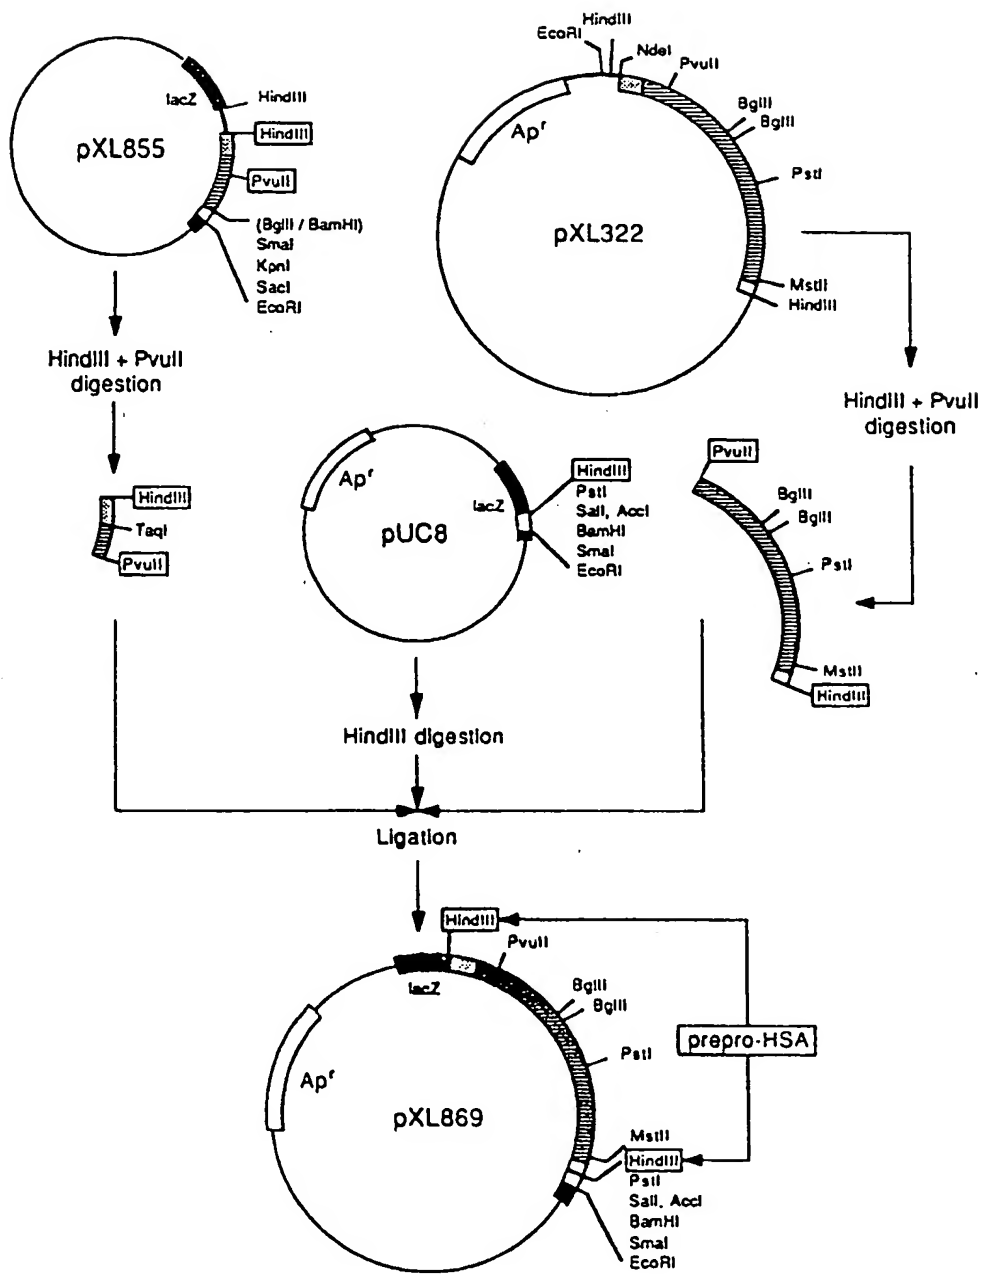 lacZ
HindIII
HindIII
pXL855
PvuII
(BglII / BamHI)
SmaI
KpnI
SacI
EcoRI
HindIII + PvuII
digestion
HindIII
TaqI
PvuII
HindIII
EcoRI
NdeI
PvuII
BglII
BglII
Apʳ
PstI
pXL322
MstII
HindIII
HindIII + PvuII
digestion
Apʳ
lacZ
HindIII
PstI
SalI, AccI
BamHI
SmaI
EcoRI
pUC8
PvuII
BglII
BglII
PstI
MstII
HindIII
HindIII digestion
Ligation
HindIII
PvuII
lacZ
BglII
BglII
PstI
prepro-HSA
Apʳ
pXL869
MstII
HindIII
PstI
SalI, AccI
BamHI
SmaI
EcoRI